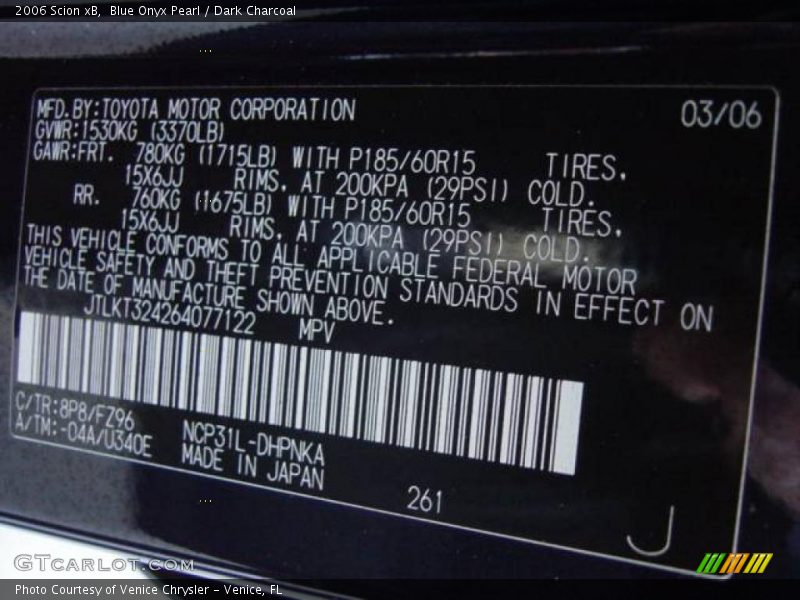 2006 Scion xB,  Blue Onyx Pearl / Dark Charcoal
MFD.BY:TOYOTA MOTOR CORPORATION 03/06
GVWR:1530KG (3370LB)
GAWR:FRT. 780KG (1715LB) WITH P185/60R15 TIRES,
15X6JJ RIMS, AT 200KPA (29PSI) COLD.
RR. 760KG (1675LB) WITH P185/60R15 TIRES,
15X6JJ RIMS, AT 200KPA (29PSI) COLD.
THIS VEHICLE CONFORMS TO ALL APPLICABLE FEDERAL MOTOR
VEHICLE SAFETY AND THEFT PREVENTION STANDARDS IN EFFECT ON
THE DATE OF MANUFACTURE SHOWN ABOVE.
JTLKT324264077122 MPV
C/TR:8P8/FZ96 NCP31L-DHPNKA
A/TM:-04A/U340E MADE IN JAPAN
261
J
GTCARLOT.COM
Photo Courtesy of Venice Chrysler - Venice, FL